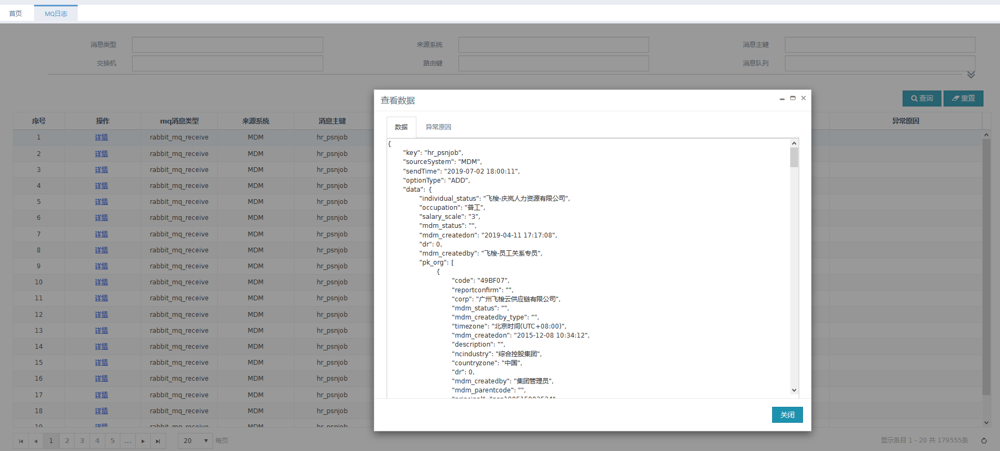 首页 MQ日志
消息类型 来源系统 消息主键
交换机 路由键 消息队列
查询 重置
序号 操作 mq消息类型 来源系统 消息主键 异常原因
1 详情 rabbit_mq_receive MDM hr_psnjob
2 详情 rabbit_mq_receive MDM hr_psnjob
3 详情 rabbit_mq_receive MDM hr_psnjob
4 详情 rabbit_mq_receive MDM hr_psnjob
5 详情 rabbit_mq_receive MDM hr_psnjob
6 详情 rabbit_mq_receive MDM hr_psnjob
7 详情 rabbit_mq_receive MDM hr_psnjob
8 详情 rabbit_mq_receive MDM hr_psnjob
9 详情 rabbit_mq_receive MDM hr_psnjob
10 详情 rabbit_mq_receive MDM hr_psnjob
11 详情 rabbit_mq_receive MDM hr_psnjob
12 详情 rabbit_mq_receive MDM hr_psnjob
13 详情 rabbit_mq_receive MDM hr_psnjob
14 详情 rabbit_mq_receive MDM hr_psnjob
15 详情 rabbit_mq_receive MDM hr_psnjob
16 详情 rabbit_mq_receive MDM hr_psnjob
17 详情 rabbit_mq_receive MDM hr_psnjob
18 详情 rabbit_mq_receive MDM hr_psnjob
19 详情 rabbit_mq_receive MDM hr_psnjob
1 2 3 4 5 ... 20 每页 显示条目 1 - 20 共 179555条
查看数据
数据 异常原因
{
"key": "hr_psnjob",
"sourceSystem": "MDM",
"sendTime": "2019-07-02 18:00:11",
"optionType": "ADD",
"data": {
"individual_status": "飞梭-庆岚人力资源有限公司",
"occupation": "普工",
"salary_scale": "3",
"mdm_status": "",
"mdm_createdon": "2019-04-11 17:17:08",
"dr": 0,
"mdm_createdby": "飞梭-员工关系专员",
"pk_org": [
{
"code": "49BF07",
"reportconfirm": "",
"corp": "广州飞梭云供应链有限公司",
"mdm_status": "",
"mdm_createdby_type": "",
"timezone": "北京时间(UTC+08:00)",
"mdm_createdon": "2015-12-08 10:34:12",
"description": "",
"ncindustry": "综合控股集团",
"countryzone": "中国",
"dr": 0,
"mdm_createdby": "集团管理员",
"mdm_parentcode": "",
关闭